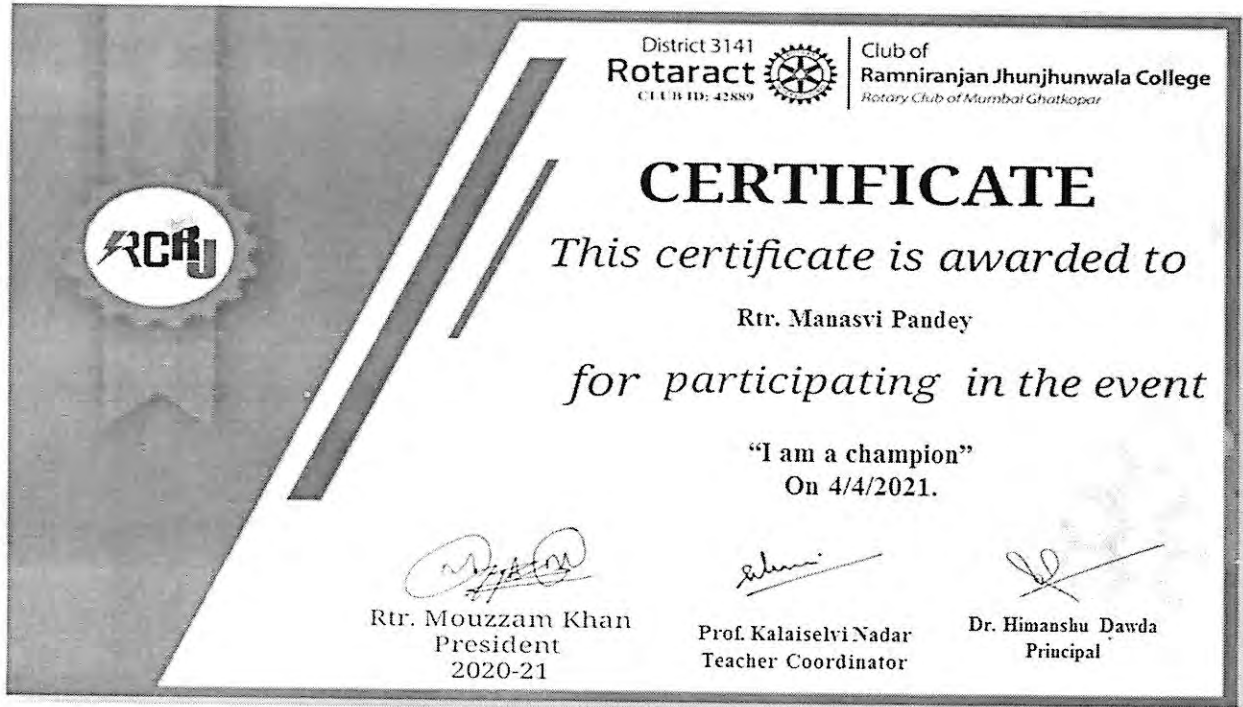 District 3141
Rotaract
CLUB ID: 42889
Club of
Ramniranjan Jhunjhunwala College
Rotary Club of Mumbai Ghatkopar
RCRJ
CERTIFICATE
This certificate is awarded to
Rtr. Manasvi Pandey
for participating in the event
“I am a champion”
On 4/4/2021.
Rtr. Mouzzam Khan
President
2020-21
Prof. Kalaiselvi Nadar
Teacher Coordinator
Dr. Himanshu Dawda
Principal